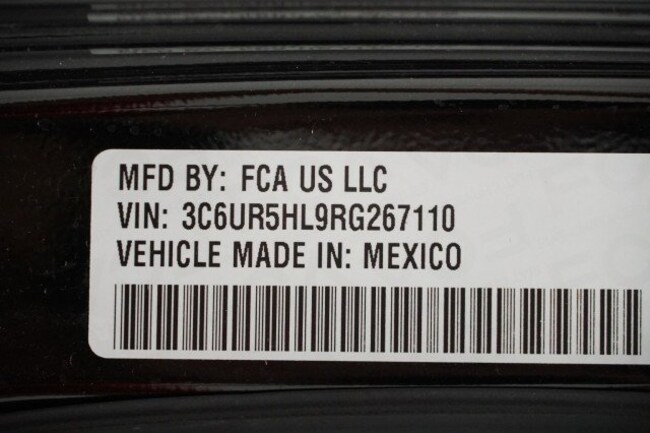 MFD BY: FCA US LLC
VIN: 3C6UR5HL9RG267110
VEHICLE MADE IN: MEXICO